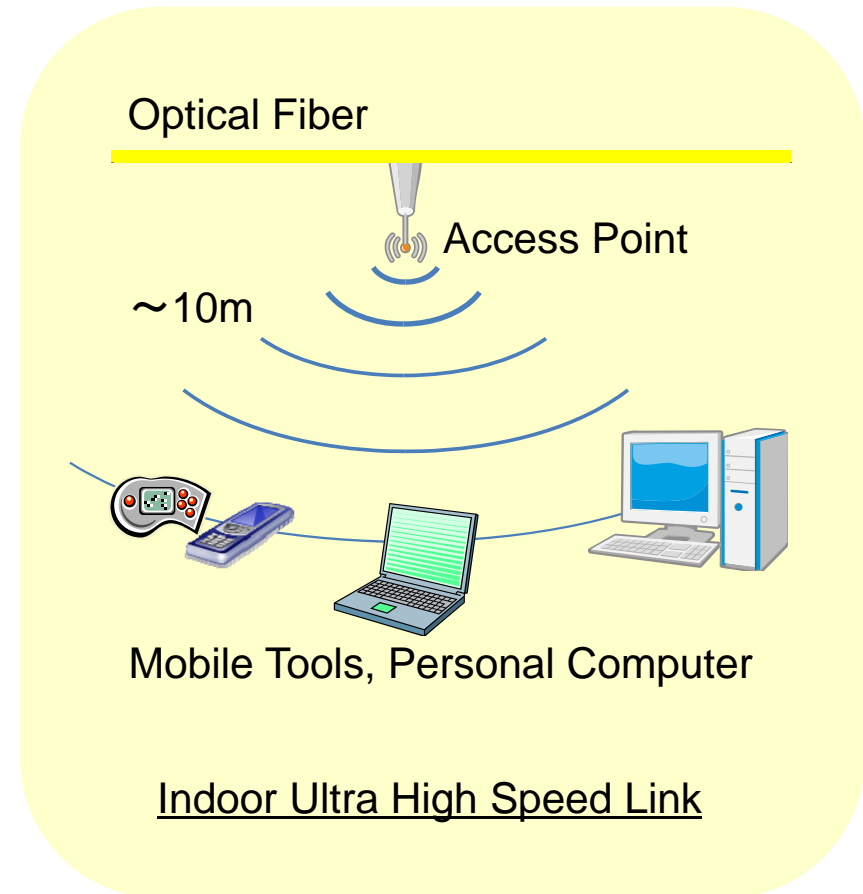 Optical Fiber
Access Point
～10m
Mobile Tools, Personal Computer
Indoor Ultra High Speed Link